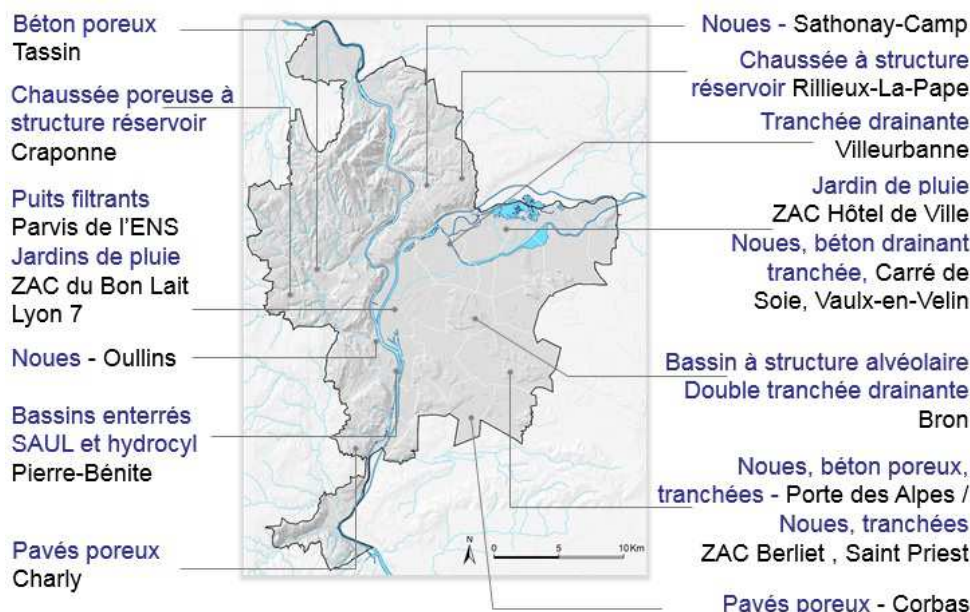 Béton poreux
Tassin
Chaussée poreuse à
structure réservoir
Craponne
Puits filtrants
Parvis de l'ENS
Jardins de pluie
ZAC du Bon Lait
Lyon 7
Noues - Oullins
Bassins enterrés
SAUL et hydrocyl
Pierre-Bénite
Pavés poreux
Charly
Noues - Sathonay-Camp
Chaussée à structure
réservoir Rillieux-La-Pape
Tranchée drainante
Villeurbanne
Jardin de pluie
ZAC Hôtel de Ville
Noues, béton drainant
tranchée, Carré de
Soie, Vaulx-en-Velin
Bassin à structure alvéolaire
Double tranchée drainante
Bron
Noues, béton poreux,
tranchées - Porte des Alpes /
Noues, tranchées
ZAC Berliet , Saint Priest
Pavés poreux - Corbas
N
0 5 10 Km